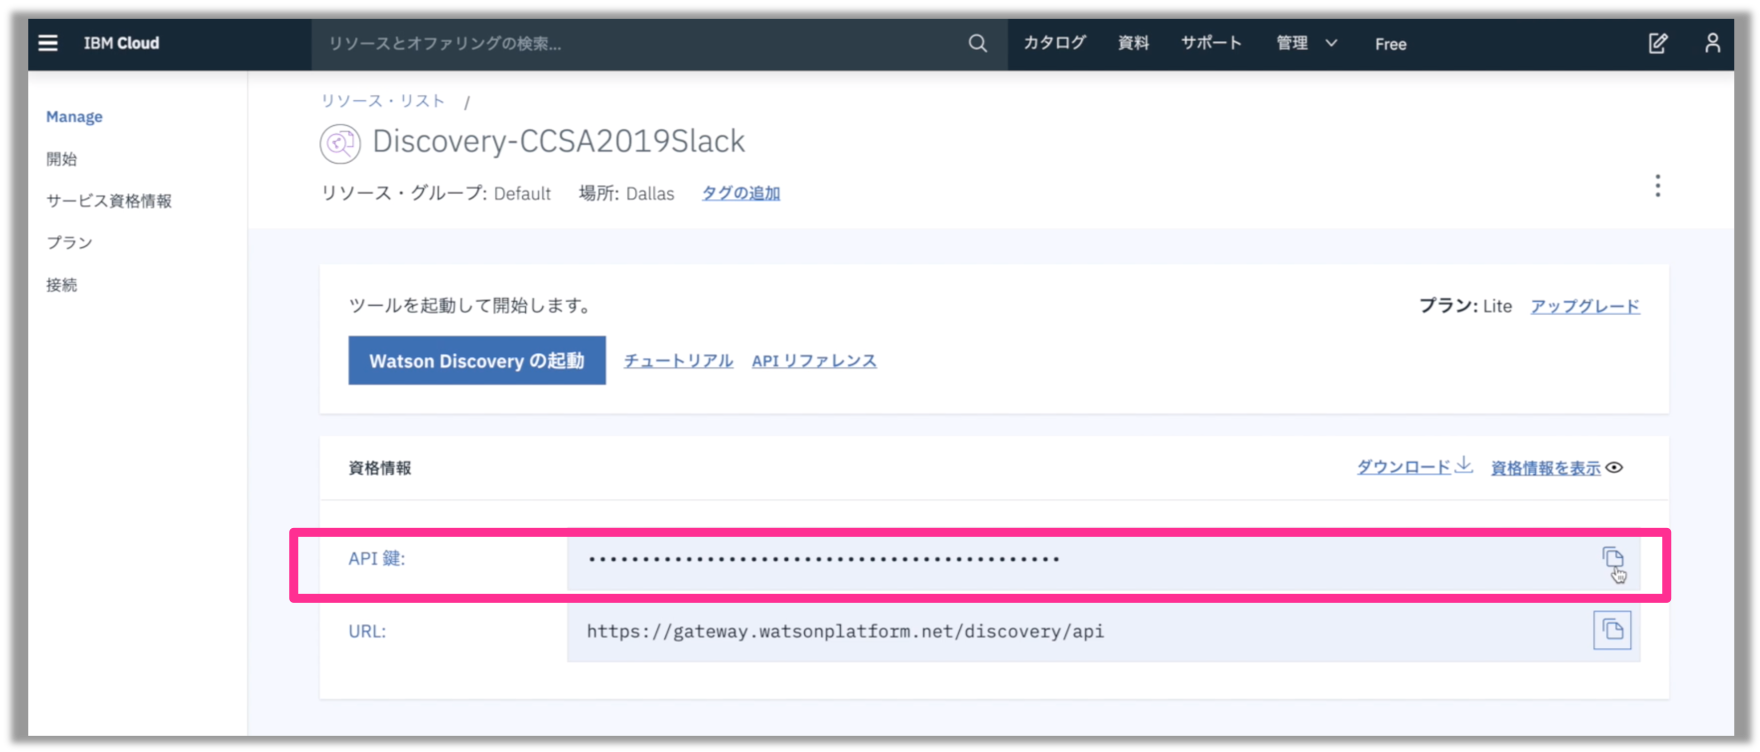 IBM Cloud
リソースとオファリングの検索...
カタログ
資料
サポート
管理
Free
Manage
開始
サービス資格情報
プラン
接続
リソース・リスト /
Discovery-CCSA2019Slack
リソース・グループ: Default 場所: Dallas タグの追加
ツールを起動して開始します。
プラン: Lite アップグレード
Watson Discovery の起動 チュートリアル API リファレンス
資格情報
ダウンロード 資格情報を表示
API 鍵: ••••••••••••••••••••••••••••••••••••••••••••
URL: https://gateway.watsonplatform.net/discovery/api